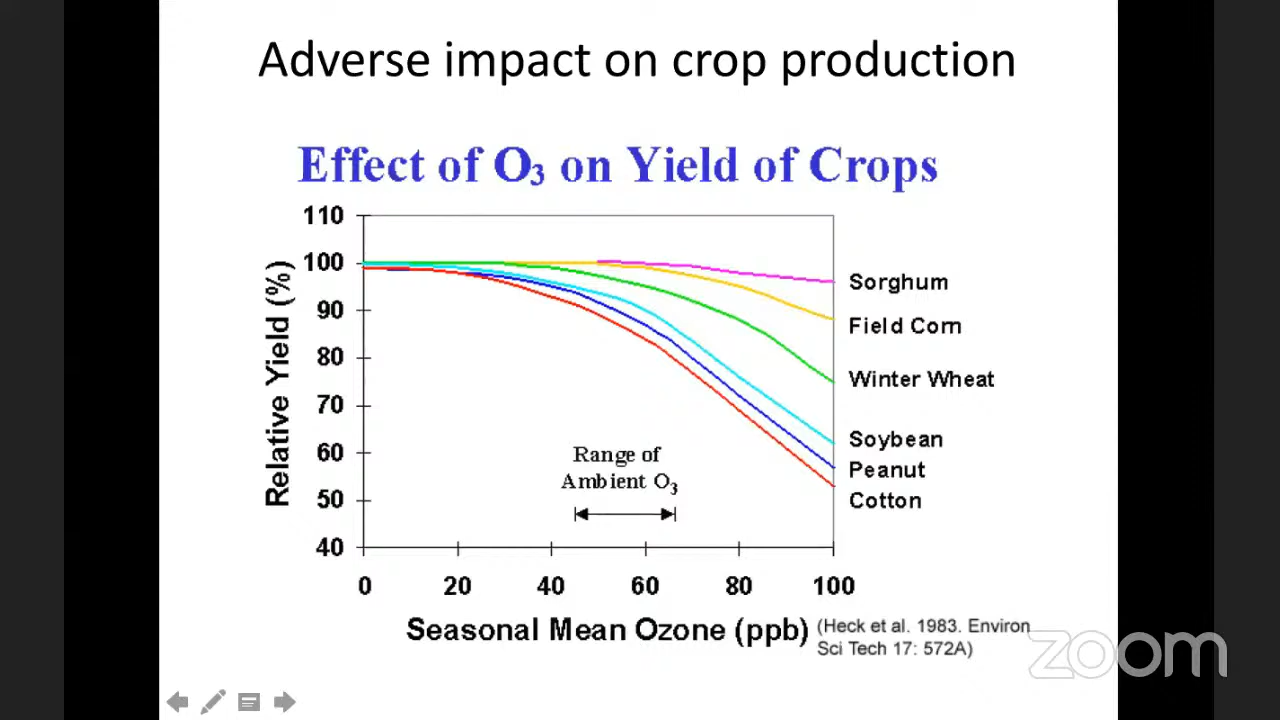 Adverse impact on crop production
Effect of O₃ on Yield of Crops
110
100
90
80
70
60
50
40
Relative Yield (%)
Sorghum
Field Corn
Winter Wheat
Soybean
Peanut
Cotton
Range of
Ambient O₃
0 20 40 60 80 100
Seasonal Mean Ozone (ppb)
(Heck et al. 1983. Environ
Sci Tech 17: 572A)
zoom